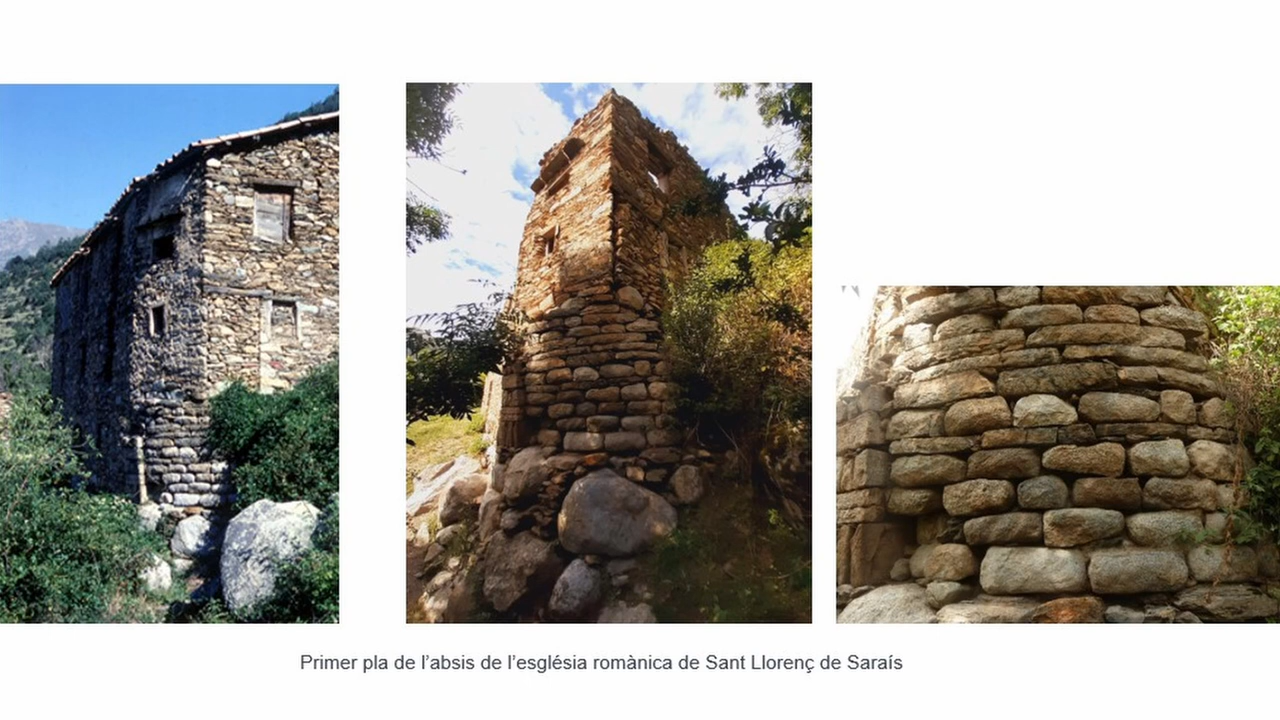 Primer pla de l’absis de l’església romànica de Sant Llorenç de Saraís